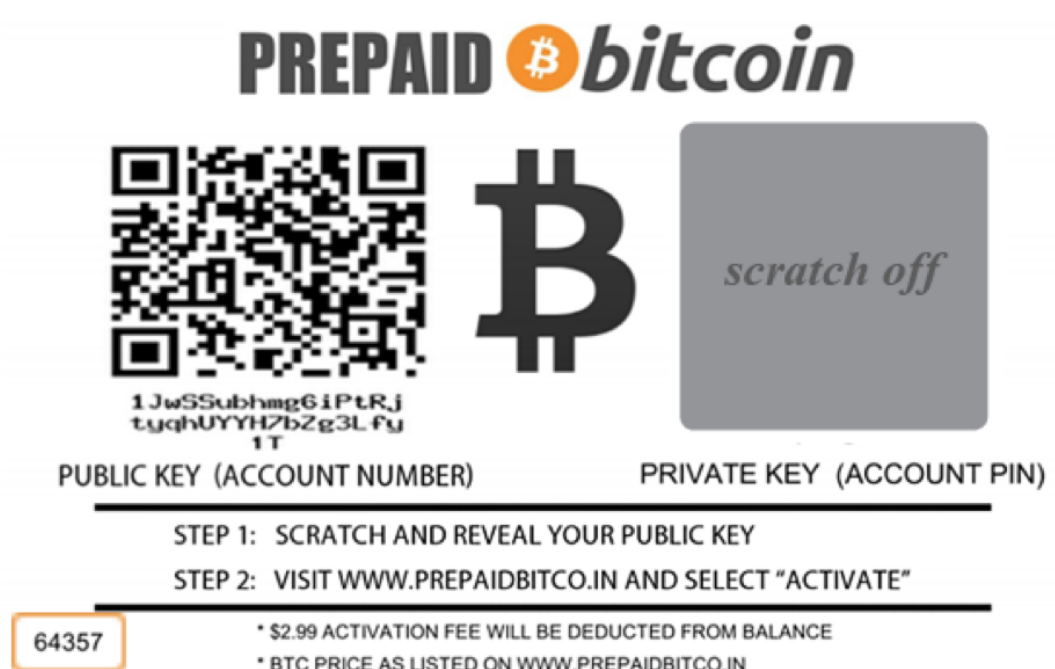 PREPAID bitcoin
scratch off
1JwSSubhmg6iPtRj
tyqhUYYH7bZg3Lfy
1T
PUBLIC KEY (ACCOUNT NUMBER)
PRIVATE KEY (ACCOUNT PIN)
STEP 1: SCRATCH AND REVEAL YOUR PUBLIC KEY
STEP 2: VISIT WWW.PREPAIDBITCO.IN AND SELECT “ACTIVATE”
64357
* $2.99 ACTIVATION FEE WILL BE DEDUCTED FROM BALANCE
* BTC PRICE AS LISTED ON WWW.PREPAIDBITCO.IN